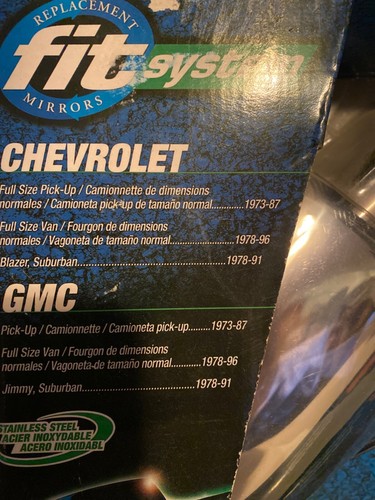 REPLACEMENT
fit system
MIRRORS
CHEVROLET
Full Size Pick-Up / Camionnette de dimensions
normales / Camioneta pick-up de tamaño normal............1973-87
Full Size Van / Fourgon de dimensions
normales / Vagoneta de tamaño normal......................1978-96
Blazer, Suburban..................................................1978-91
GMC
Pick-Up / Camionnette / Camioneta pick-up........1973-87
Full Size Van / Fourgon de dimensions
normales / Vagoneta de tamaño normal............1978-96
Jimmy, Suburban......................................1978-91
STAINLESS STEEL
ACIER INOXYDABLE
ACERO INOXIDABL